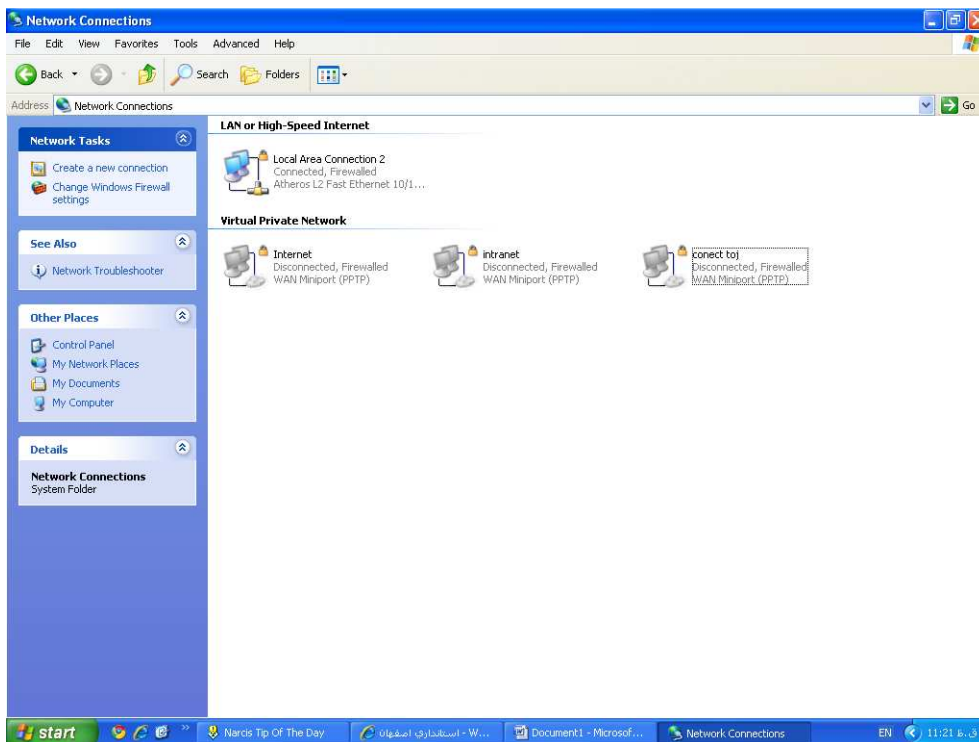 Network Connections
File Edit View Favorites Tools Advanced Help
Back Search Folders
Address Network Connections Go
Network Tasks
Create a new connection
Change Windows Firewall
settings
See Also
Network Troubleshooter
Other Places
Control Panel
My Network Places
My Documents
My Computer
Details
Network Connections
System Folder
LAN or High-Speed Internet
Local Area Connection 2
Connected, Firewalled
Atheros L2 Fast Ethernet 10/1...
Virtual Private Network
Internet
Disconnected, Firewalled
WAN Miniport (PPTP)
intranet
Disconnected, Firewalled
WAN Miniport (PPTP)
conect toj
Disconnected, Firewalled
WAN Miniport (PPTP)
start Narcis Tip Of The Day استانداري اصفهان - W... Document1 - Microsof... Network Connections EN 11:21